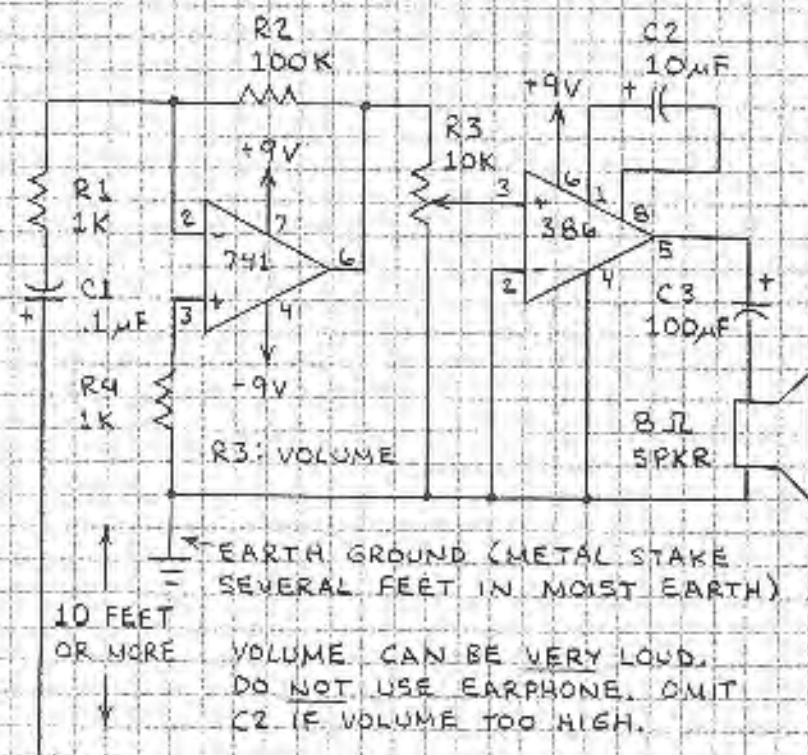 R2
100K
C2
10µF
+9V
+
R3
10K
+9V
R1
1K
2
-
7
741
6
3
+
4
-9V
3
+
6
1
8
386
5
2
-
4
C1
.1µF
+
C3
100µF
+
R4
1K
R3: VOLUME
8Ω
SPKR
EARTH GROUND (METAL STAKE
SEVERAL FEET IN MOIST EARTH)
10 FEET
OR MORE
VOLUME CAN BE VERY LOUD.
DO NOT USE EARPHONE. OMIT
C2 IF VOLUME TOO HIGH.